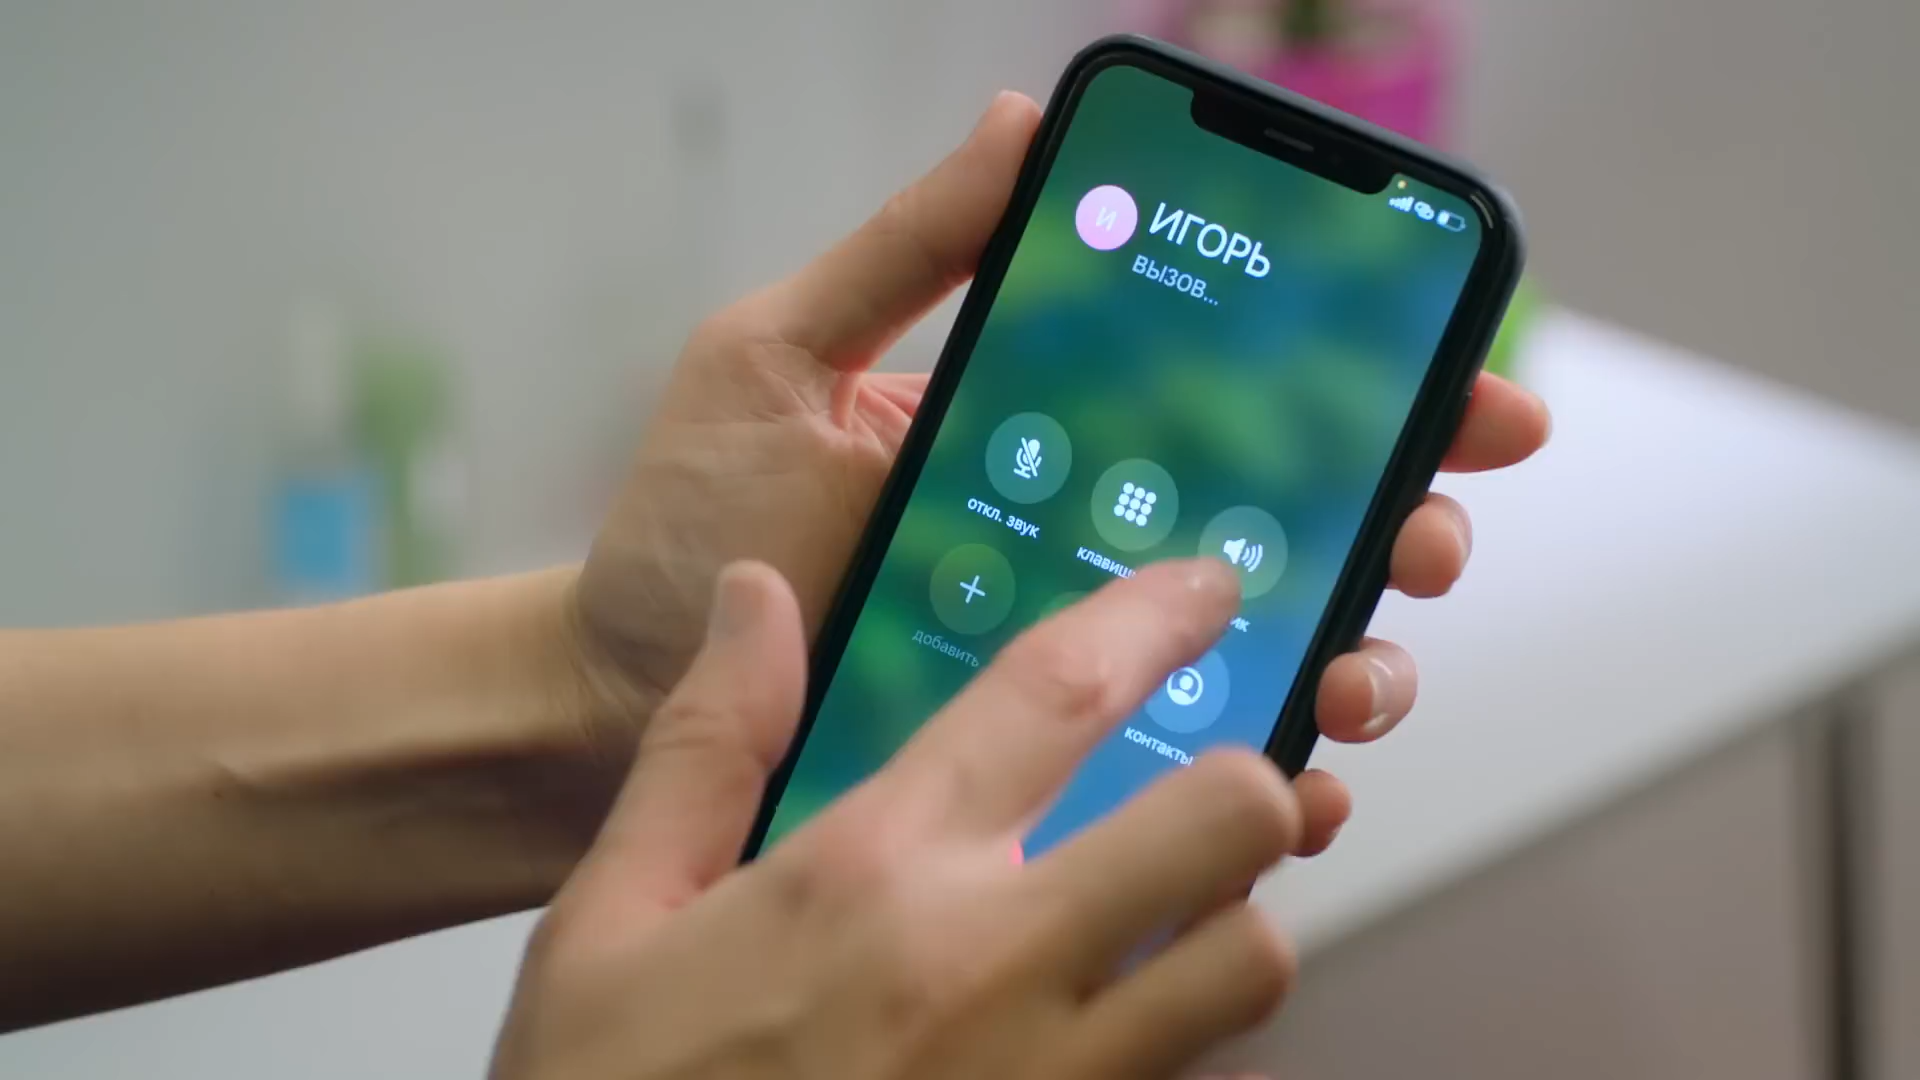 И
ИГОРЬ
ВЫЗОВ...
откл. звук
добавить
контакты